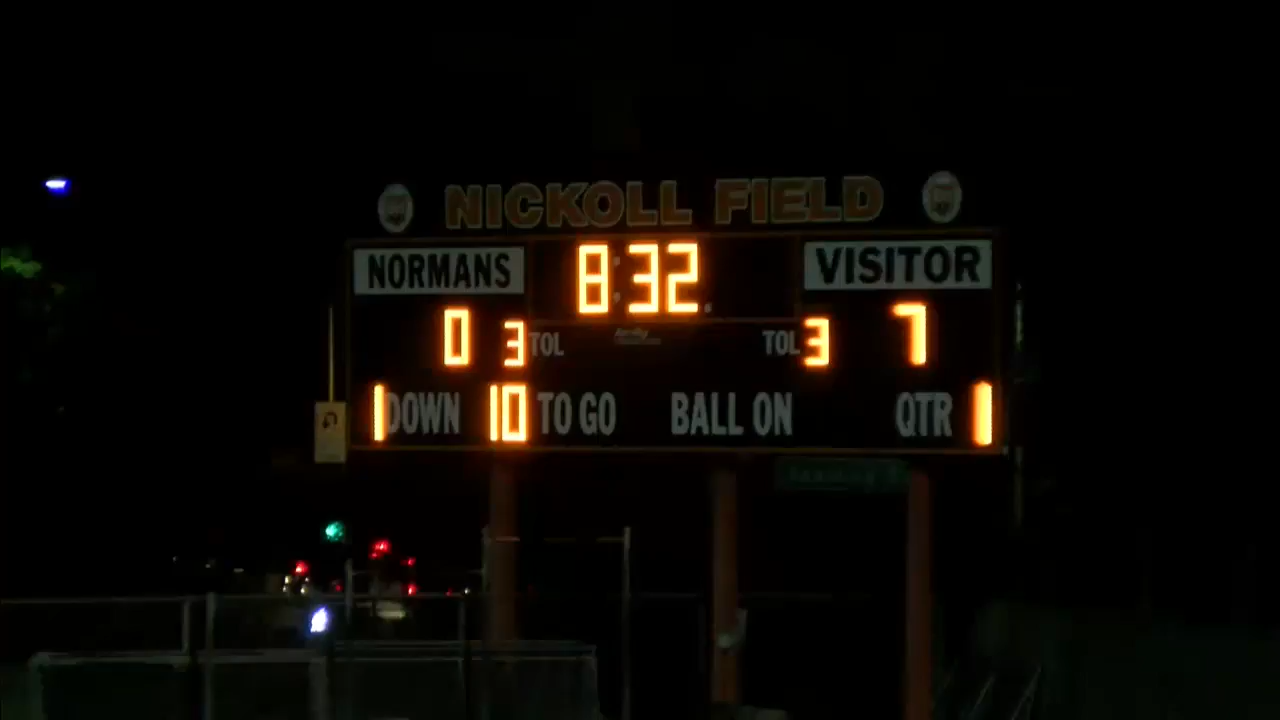 NICKOLL FIELD
NORMANS 8:32 VISITOR
0 3 TOL TOL 3 7
1 DOWN 10 TO GO BALL ON QTR 1